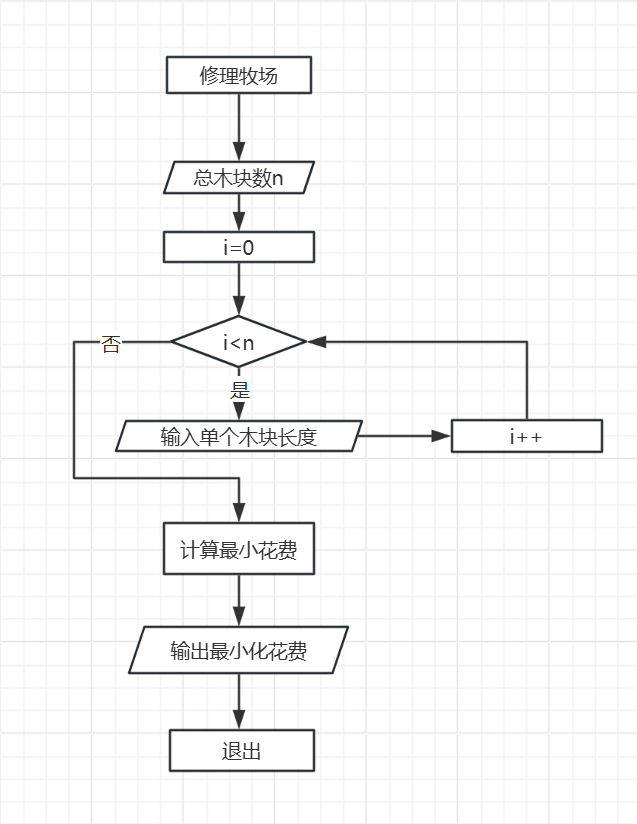 修理牧场
总木块数n
i=0
i<n
否
是
输入单个木块长度
i++
计算最小花费
输出最小化花费
退出